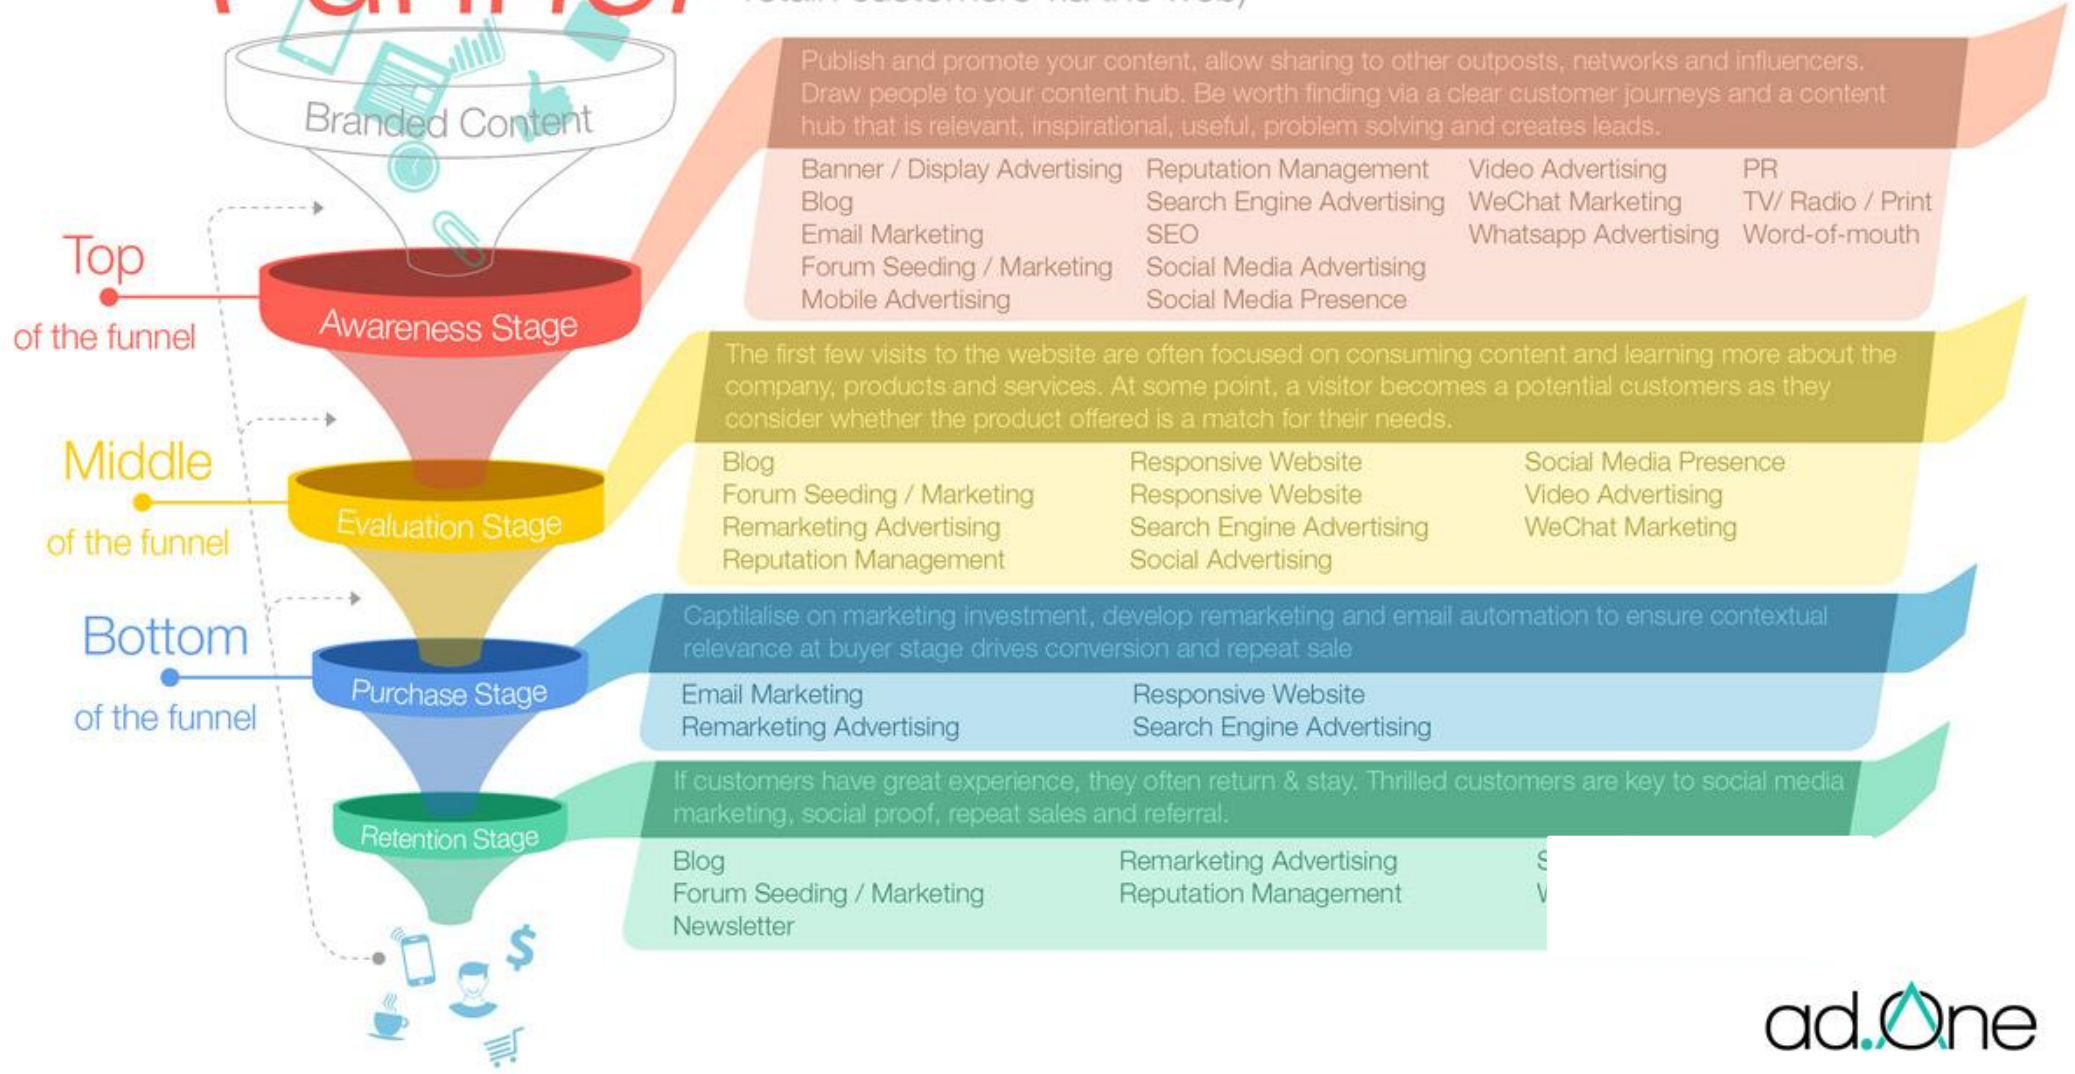 Funnel
retain customers via the web)
Branded Content
Publish and promote your content, allow sharing to other outposts, networks and influencers.
Draw people to your content hub. Be worth finding via a clear customer journeys and a content
hub that is relevant, inspirational, useful, problem solving and creates leads.
Banner / Display Advertising Reputation Management Video Advertising PR
Blog Search Engine Advertising WeChat Marketing TV/ Radio / Print
Email Marketing SEO Whatsapp Advertising Word-of-mouth
Forum Seeding / Marketing Social Media Advertising
Mobile Advertising Social Media Presence
Top
of the funnel
Awareness Stage
The first few visits to the website are often focused on consuming content and learning more about the
company, products and services. At some point, a visitor becomes a potential customers as they
consider whether the product offered is a match for their needs.
Blog Responsive Website Social Media Presence
Forum Seeding / Marketing Responsive Website Video Advertising
Remarketing Advertising Search Engine Advertising WeChat Marketing
Reputation Management Social Advertising
Middle
of the funnel
Evaluation Stage
Captilalise on marketing investment, develop remarketing and email automation to ensure contextual
relevance at buyer stage drives conversion and repeat sale
Email Marketing Responsive Website
Remarketing Advertising Search Engine Advertising
Bottom
of the funnel
Purchase Stage
If customers have great experience, they often return & stay. Thrilled customers are key to social media
marketing, social proof, repeat sales and referral.
Blog Remarketing Advertising
Forum Seeding / Marketing Reputation Management
Newsletter
Retention Stage
$
ad.One